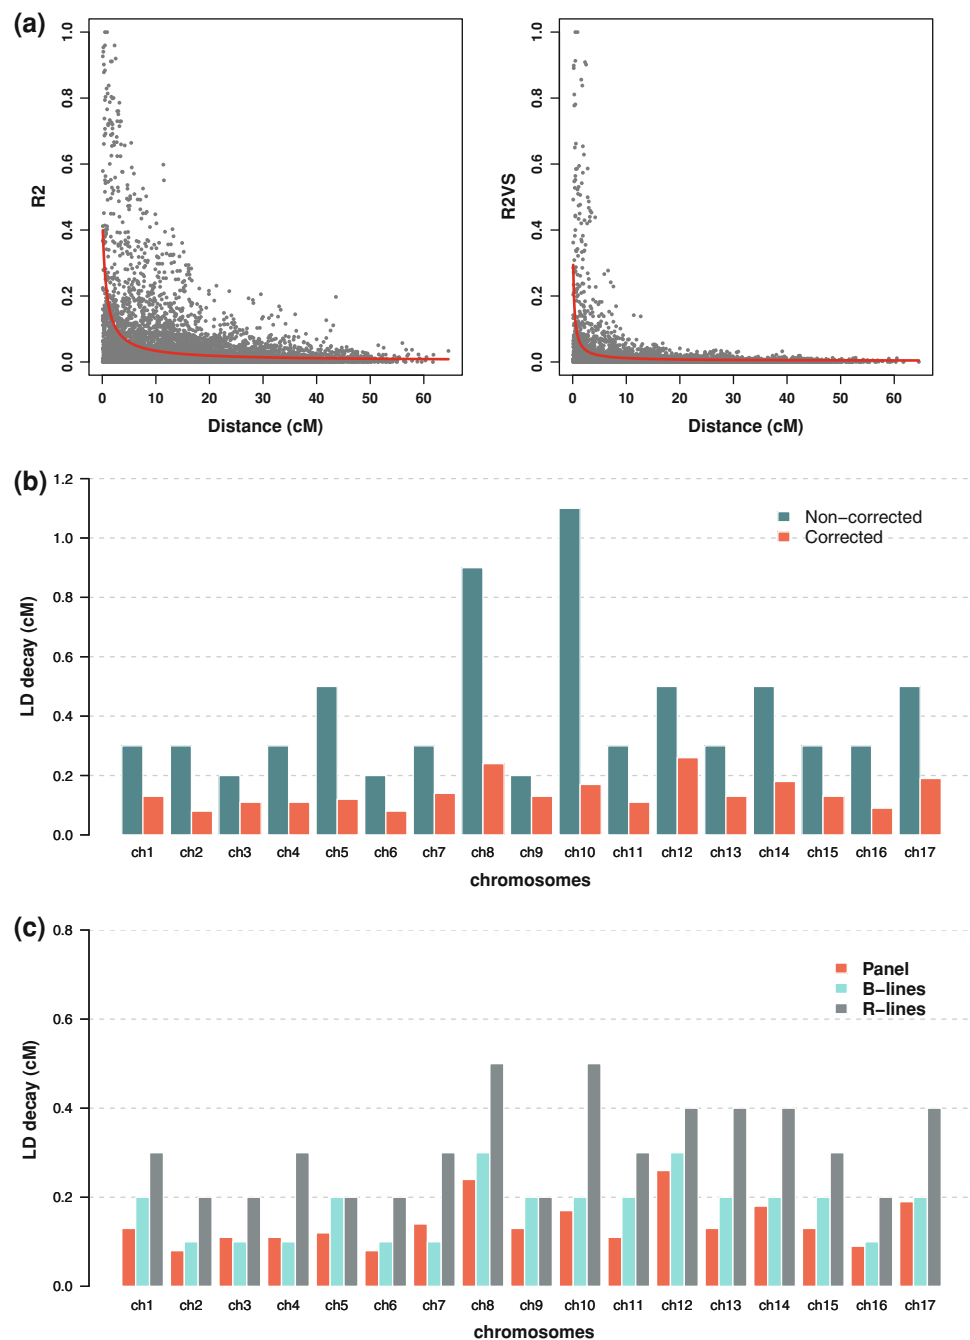 (a)
R2
0.0 0.2 0.4 0.6 0.8 1.0
0 10 20 30 40 50 60
Distance (cM)
R2VS
0.0 0.2 0.4 0.6 0.8 1.0
0 10 20 30 40 50 60
Distance (cM)
(b)
LD decay (cM)
1.2
1.0
0.8
0.6
0.4
0.2
0.0
Non-corrected
Corrected
ch1 ch2 ch3 ch4 ch5 ch6 ch7 ch8 ch9 ch10 ch11 ch12 ch13 ch14 ch15 ch16 ch17
chromosomes
(c)
LD decay (cM)
0.8
0.6
0.4
0.2
0.0
Panel
B-lines
R-lines
ch1 ch2 ch3 ch4 ch5 ch6 ch7 ch8 ch9 ch10 ch11 ch12 ch13 ch14 ch15 ch16 ch17
chromosomes